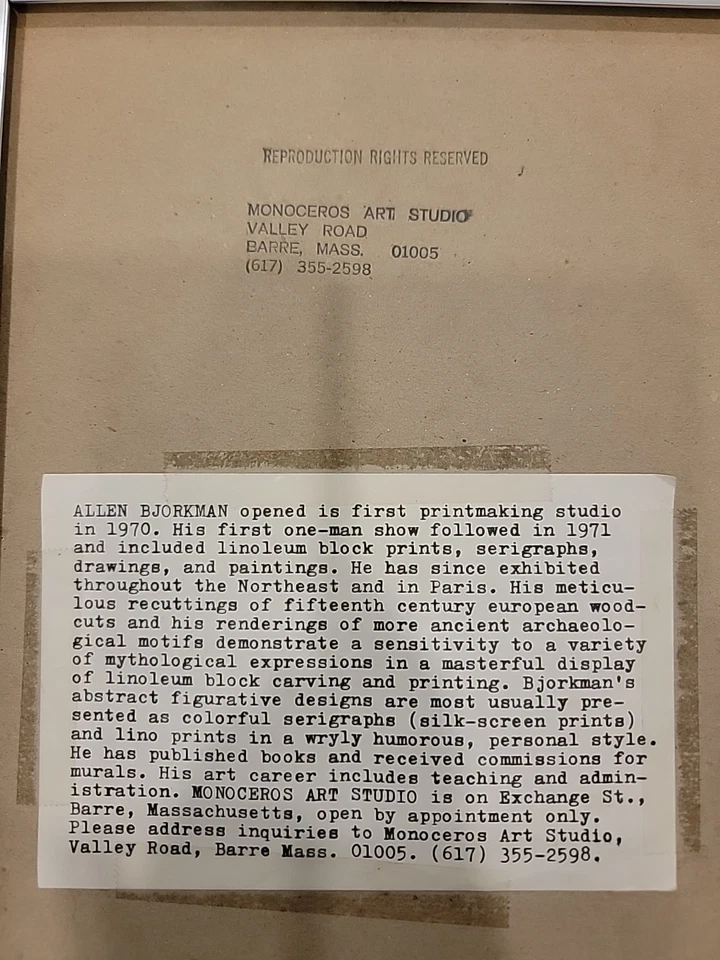 REPRODUCTION RIGHTS RESERVED
MONOCEROS ART STUDIO
VALLEY ROAD
BARRE, MASS. 01005
(617) 355-2598
ALLEN BJORKMAN opened is first printmaking studio
in 1970. His first one-man show followed in 1971
and included linoleum block prints, serigraphs,
drawings, and paintings. He has since exhibited
throughout the Northeast and in Paris. His meticu-
lous recuttings of fifteenth century european wood-
cuts and his renderings of more ancient archaeolo-
gical motifs demonstrate a sensitivity to a variety
of mythological expressions in a masterful display
of linoleum block carving and printing. Bjorkman's
abstract figurative designs are most usually pre-
sented as colorful serigraphs (silk-screen prints)
and lino prints in a wryly humorous, personal style.
He has published books and received commissions for
murals. His art career includes teaching and admin-
istration. MONOCEROS ART STUDIO is on Exchange St.,
Barre, Massachusetts, open by appointment only.
Please address inquiries to Monoceros Art Studio,
Valley Road, Barre Mass. 01005. (617) 355-2598.